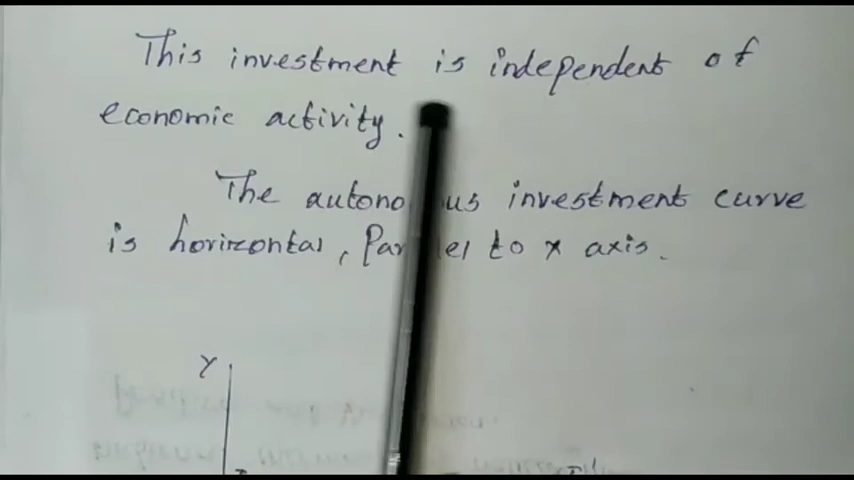 This investment is independent of
economic activity.
The investment curve
is horizontal, to x axis.
Y